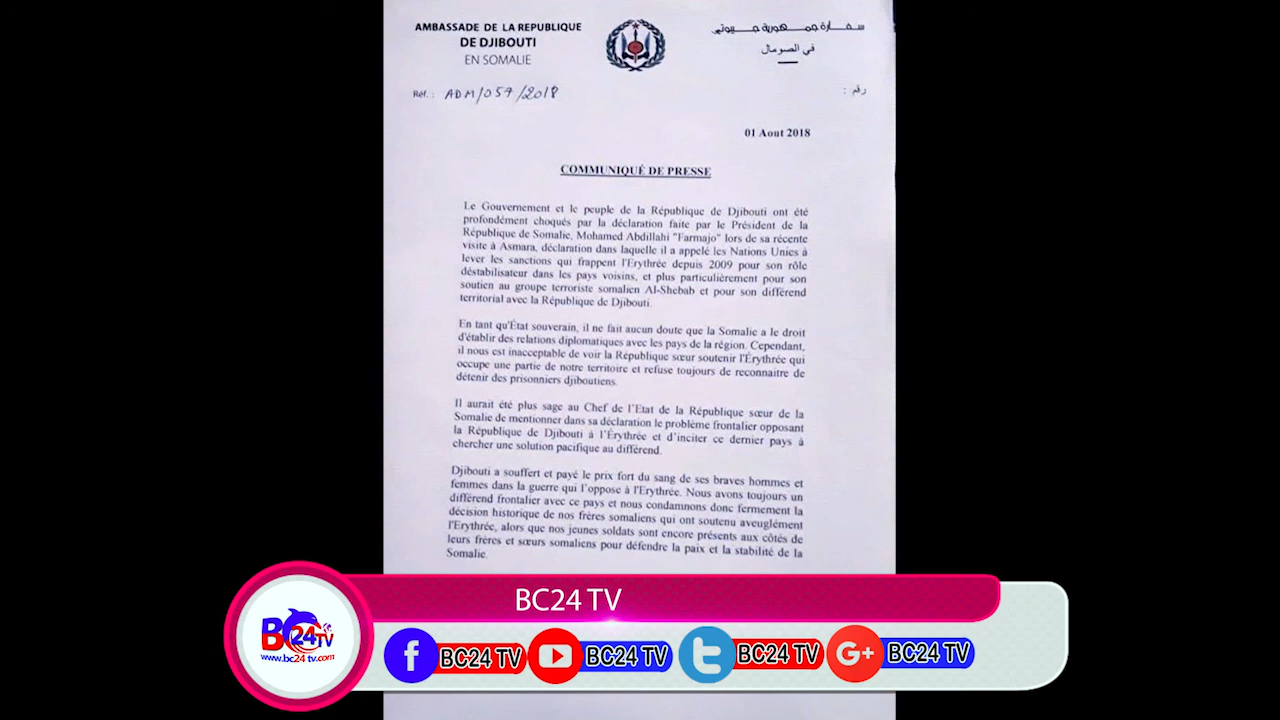 AMBASSADE DE LA REPUBLIQUE
DE DJIBOUTI
EN SOMALIE
سفارة جمهورية جيبوتي
في الصومال
Réf. : ADM/057/2018
رقم :
01 Aout 2018
COMMUNIQUÉ DE PRESSE
Le Gouvernement et le peuple de la République de Djibouti ont été
profondément choqués par la déclaration faite par le Président de la
République de Somalie, Mohamed Abdillahi "Farmajo" lors de sa récente
visite à Asmara, déclaration dans laquelle il a appelé les Nations Unies à
lever les sanctions qui frappent l'Erythrée depuis 2009 pour son rôle
déstabilisateur dans les pays voisins, et plus particulièrement pour son
soutien au groupe terroriste somalien Al-Shebab et pour son différend
territorial avec la République de Djibouti.
En tant qu'État souverain, il ne fait aucun doute que la Somalie a le droit
d'établir des relations diplomatiques avec les pays de la région. Cependant,
il nous est inacceptable de voir la République sœur soutenir l'Érythrée qui
occupe une partie de notre territoire et refuse toujours de reconnaitre de
détenir des prisonniers djiboutiens.
Il aurait été plus sage au Chef de l'Etat de la République sœur de la
Somalie de mentionner dans sa déclaration le problème frontalier opposant
la République de Djibouti à l'Érythrée et d'inciter ce dernier pays à
chercher une solution pacifique au différend.
Djibouti a souffert et payé le prix fort du sang de ses braves hommes et
femmes dans la guerre qui l'oppose à l'Erythrée. Nous avons toujours un
différend frontalier avec ce pays et nous condamnons donc fermement la
décision historique de nos frères somaliens qui ont soutenu aveuglément
l'Erythrée, alors que nos jeunes soldats sont encore présents aux côtés de
leurs frères et sœurs somaliens pour défendre la paix et la stabilité de la
Somalie.
BC24 TV
BC24TV
www.bc24tv.com
f BC24 TV BC24 TV BC24 TV G+ BC24 TV